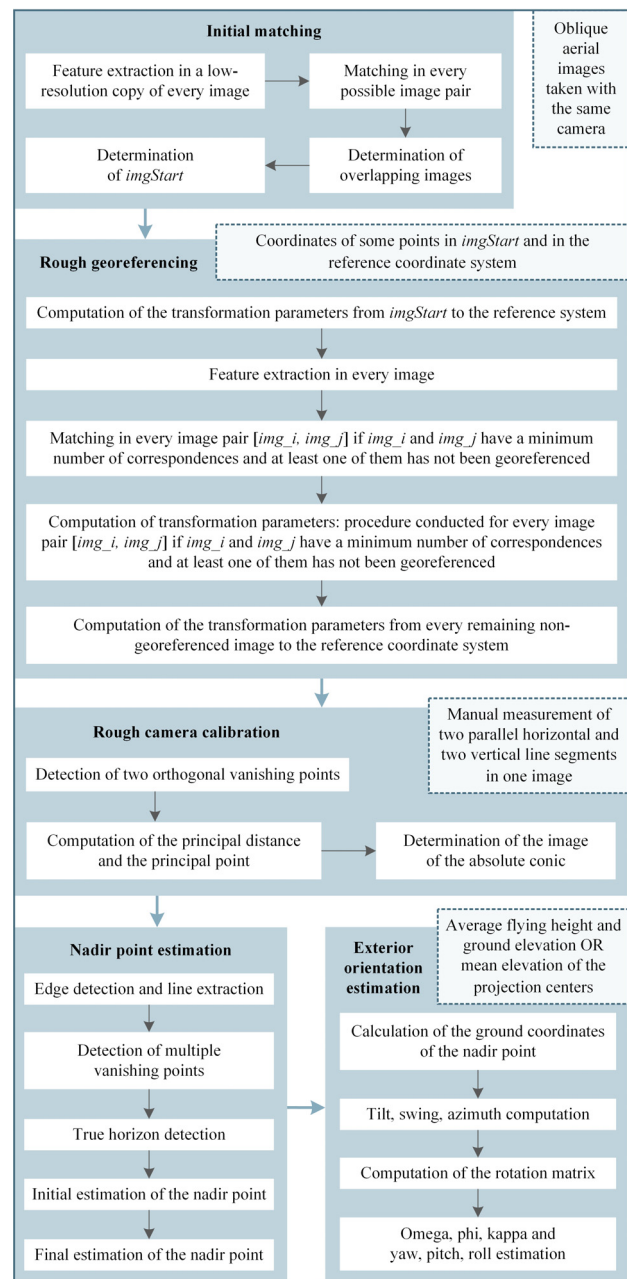 Initial matching
Feature extraction in a low-
resolution copy of every image
Matching in every
possible image pair
Determination
of imgStart
Determination of
overlapping images
Oblique
aerial
images
taken with
the same
camera
Rough georeferencing
Coordinates of some points in imgStart and in the
reference coordinate system
Computation of the transformation parameters from imgStart to the reference system
Feature extraction in every image
Matching in every image pair [img_i, img_j] if img_i and img_j have a minimum
number of correspondences and at least one of them has not been georeferenced
Computation of transformation parameters: procedure conducted for every image
pair [img_i, img_j] if img_i and img_j have a minimum number of correspondences
and at least one of them has not been georeferenced
Computation of the transformation parameters from every remaining non-
georeferenced image to the reference coordinate system
Rough camera calibration
Manual measurement of
two parallel horizontal and
two vertical line segments
in one image
Detection of two orthogonal vanishing points
Computation of the principal distance
and the principal point
Determination of the image
of the absolute conic
Nadir point estimation
Edge detection and line extraction
Detection of multiple
vanishing points
True horizon detection
Initial estimation of the nadir point
Final estimation of the nadir point
Exterior
orientation
estimation
Average flying height and
ground elevation OR
mean elevation of the
projection centers
Calculation of the ground coordinates
of the nadir point
Tilt, swing, azimuth computation
Computation of the rotation matrix
Omega, phi, kappa and
yaw, pitch, roll estimation